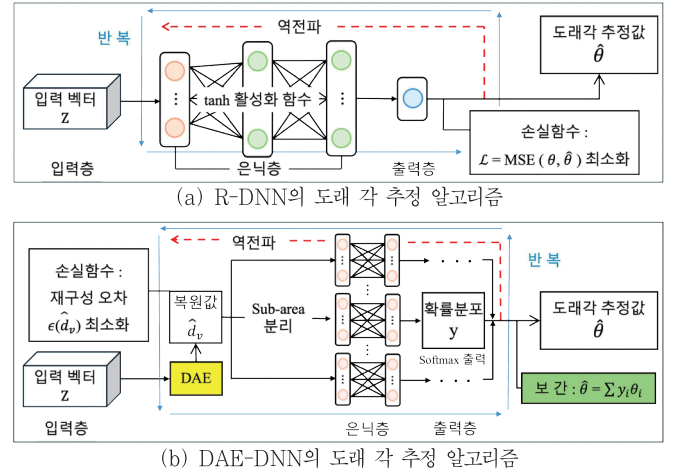 역전파
반 복
도래각 추정값
θ̂
입력 벡터
Z
tanh 활성화 함수
손실함수 :
ℒ = MSE ( θ, θ̂ ) 최소화
입력층
은닉층
출력층
(a) R-DNN의 도래 각 추정 알고리즘
역전파
반 복
손실함수 :
재구성 오차
ϵ(d̂ᵥ) 최소화
복원값
d̂ᵥ
Sub-area
분리
확률분포
y
Softmax 출력
도래각 추정값
θ̂
입력 벡터
Z
DAE
보 간 : θ̂ = ∑ yᵢθᵢ
입력층
은닉층
출력층
(b) DAE-DNN의 도래 각 추정 알고리즘